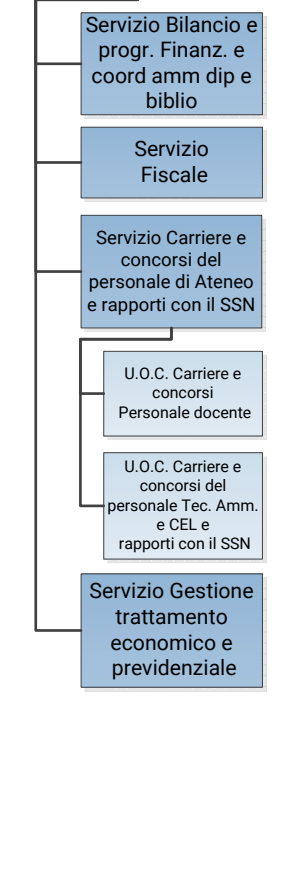 Servizio Bilancio e
progr. Finanz. e
coord amm dip e
biblio
Servizio
Fiscale
Servizio Carriere e
concorsi del
personale di Ateneo
e rapporti con il SSN
U.O.C. Carriere e
concorsi
Personale docente
U.O.C. Carriere e
concorsi del
personale Tec. Amm.
e CEL e
rapporti con il SSN
Servizio Gestione
trattamento
economico e
previdenziale